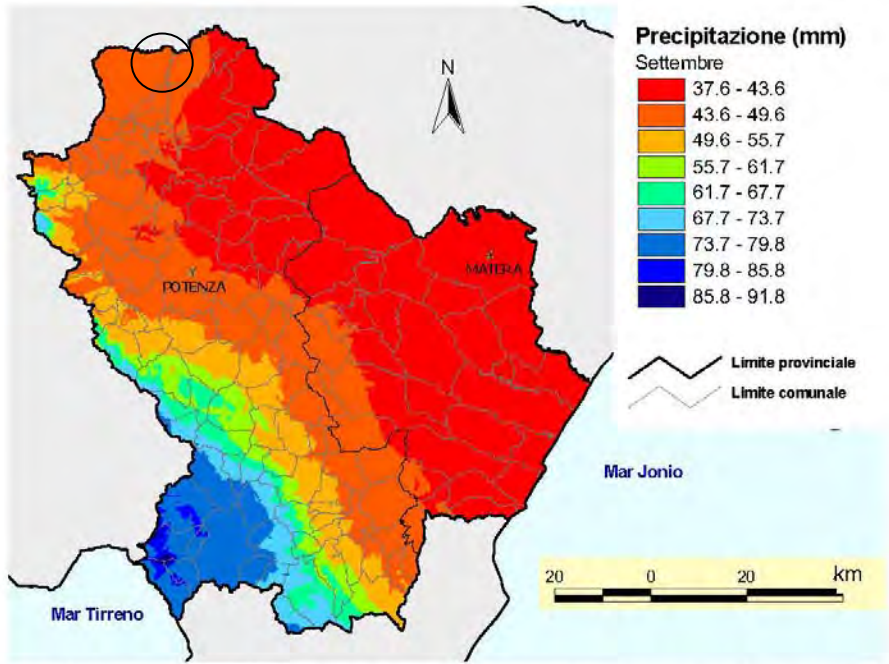 Precipitazione (mm)
Settembre
37.6 - 43.6
43.6 - 49.6
49.6 - 55.7
55.7 - 61.7
61.7 - 67.7
67.7 - 73.7
73.7 - 79.8
79.8 - 85.8
85.8 - 91.8
Limite provinciale
Limite comunale
N
POTENZA
MATERA
Mar Jonio
Mar Tirreno
20 0 20 km